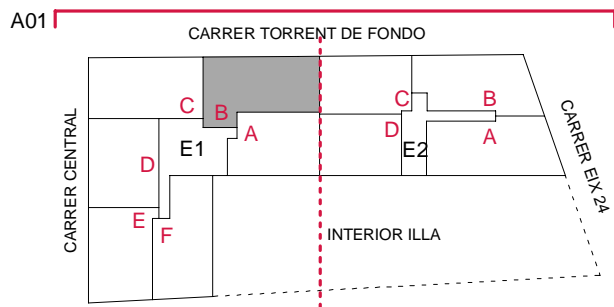 A01
CARRER TORRENT DE FONDO
C
B
C
B
A
D
A
D
E1
E2
E
F
CARRER CENTRAL
CARRER EIX 24
INTERIOR ILLA